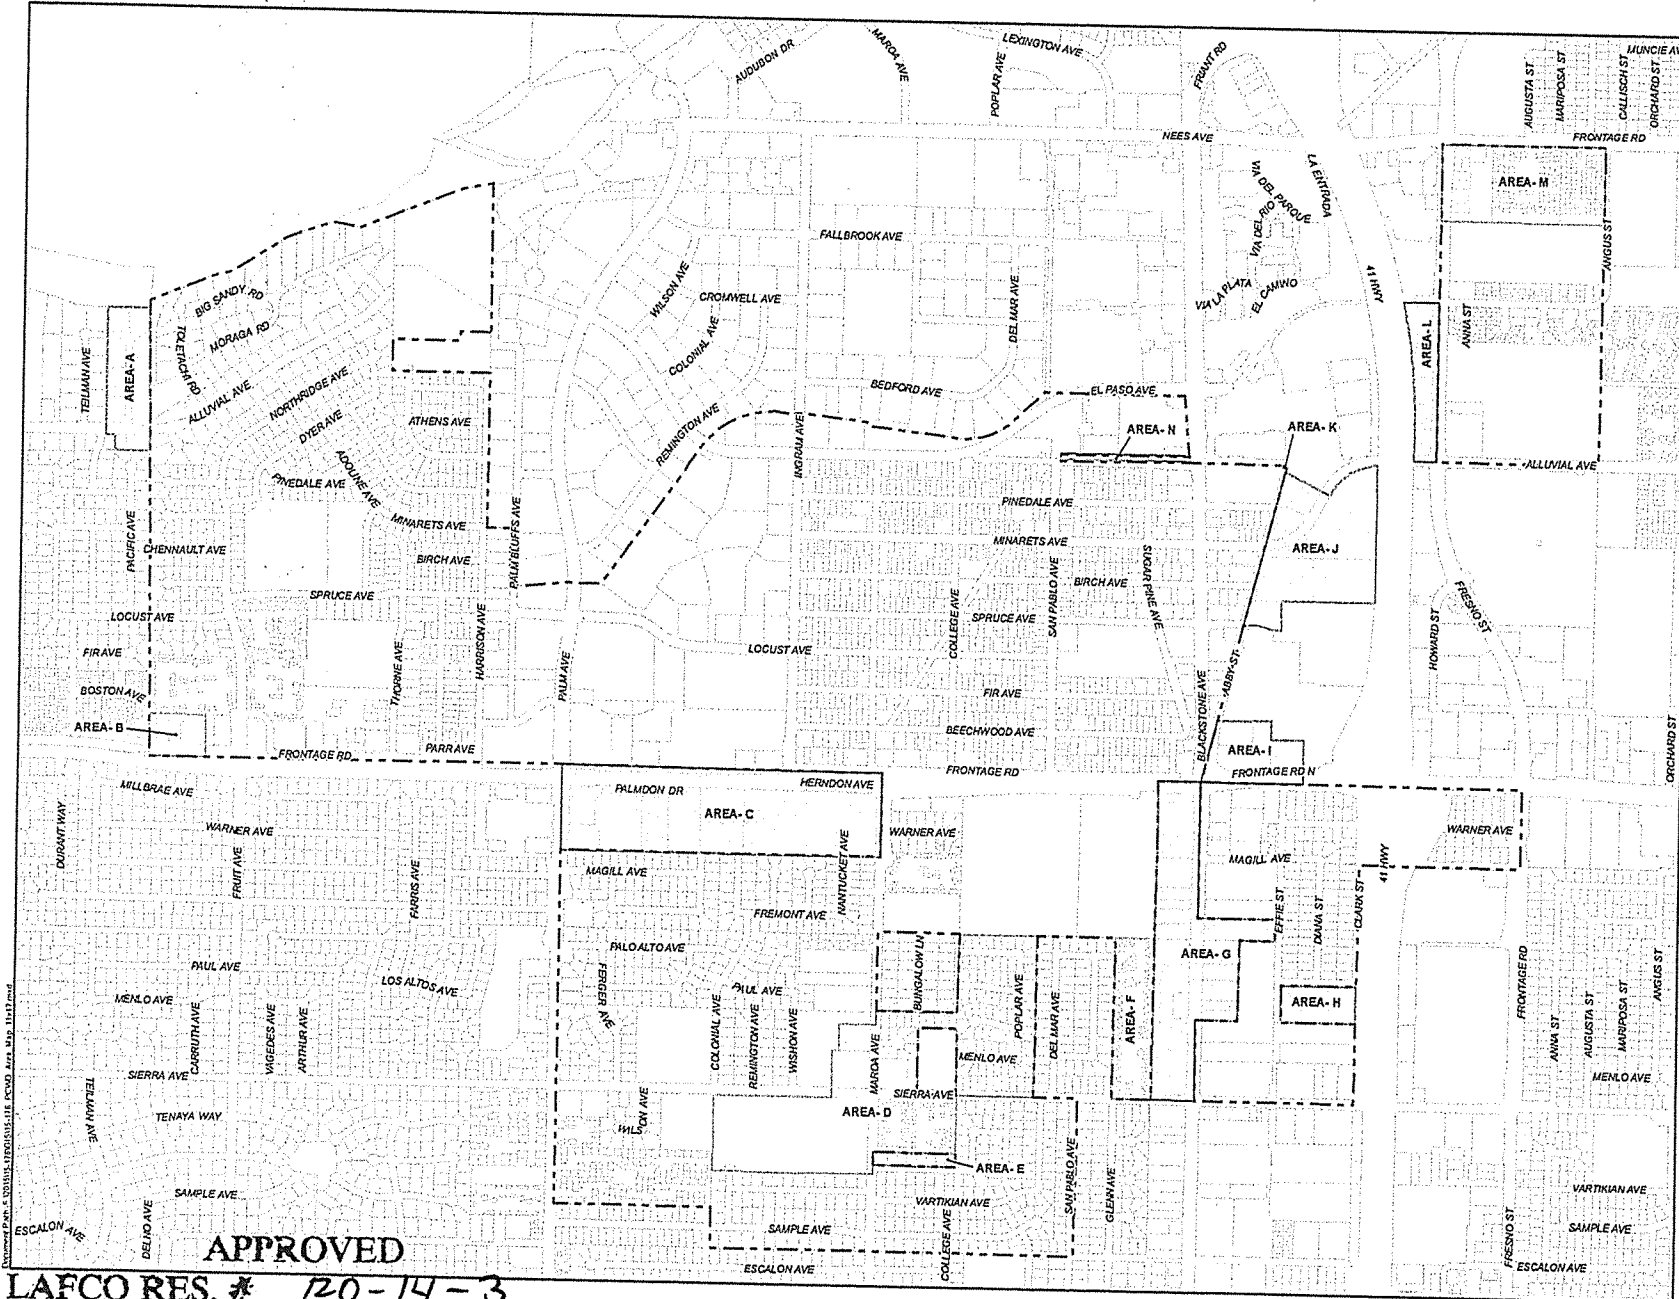 AUDUBON DR
MAROA AVE
LEXINGTON AVE
POPLAR AVE
FRIANT RD
MUNCIE AV
AUGUSTA ST
MARIPOSA ST
CALLISCH ST
ORCHARD ST
NEES AVE
FRONTAGE RD
LA ENTRADA
VIA DEL PARQUE
VIA DEL RIO
AREA- M
ANGUS ST
FALLBROOK AVE
WILSON AVE
CROMWELL AVE
COLONIAL AVE
DEL MAR AVE
VIA LA PLATA
EL CAMINO
41 HWY
BIG SANDY RD
MORAGA RD
TOLETACHI RD
TEILMAN AVE
AREA- A
ALLUVIAL AVE
NORTHRIDGE AVE
DYER AVE
ATHENS AVE
ANNA ST
AREA- L
BEDFORD AVE
EL PASO AVE
REMINGTON AVE
INGRAM AVE
AREA- N
AREA- K
ALLUVIAL AVE
ADOLINE AVE
PINEDALE AVE
PINEDALE AVE
MINARETS AVE
MINARETS AVE
PACIFIC AVE
CHENNAULT AVE
BIRCH AVE
PALM BLUFFS AVE
AREA- J
SAN PABLO AVE
BIRCH AVE
SUGAR PINE AVE
SPRUCE AVE
SPRUCE AVE
LOCUST AVE
LOCUST AVE
COLLEGE AVE
HOWARD ST
FRESNO ST
FIR AVE
THORNE AVE
HARRISON AVE
PALM AVE
BOSTON AVE
FIR AVE
ABBY ST
BLACKSTONE AVE
AREA- B
BEECHWOOD AVE
ORCHARD ST
FRONTAGE RD
PARR AVE
AREA- I
FRONTAGE RD
FRONTAGE RD N
MILLBRAE AVE
PALMDON DR
HERNDON AVE
AREA- C
DURANT WAY
WARNER AVE
WARNER AVE
WARNER AVE
FRUIT AVE
FARRIS AVE
MAGILL AVE
NANTUCKET AVE
MAGILL AVE
41 HWY
FREMONT AVE
EFFIE ST
DIANA ST
CLARK ST
PALO ALTO AVE
BUNGALOW LN
AREA- G
PAUL AVE
LOS ALTOS AVE
FERGER AVE
PAUL AVE
POPLAR AVE
DEL MAR AVE
AREA- F
FRONTAGE RD
ANGUS ST
MENLO AVE
AREA- H
CARRUTH AVE
VAGEDES AVE
ARTHUR AVE
COLONIAL AVE
REMINGTON AVE
WISHON AVE
MAROA AVE
MENLO AVE
ANNA ST
AUGUSTA ST
MARIPOSA ST
SIERRA AVE
SIERRA AVE
MENLO AVE
TEILMAN AVE
TENAYA WAY
WILSON AVE
AREA- D
AREA- E
SAN PABLO AVE
GLENN AVE
SAMPLE AVE
VARTIKIAN AVE
VARTIKIAN AVE
ESCALON AVE
DELNO AVE
SAMPLE AVE
COLLEGE AVE
FRESNO ST
SAMPLE AVE
ESCALON AVE
ESCALON AVE
APPROVED
LAFCO RES. # RO-14-3